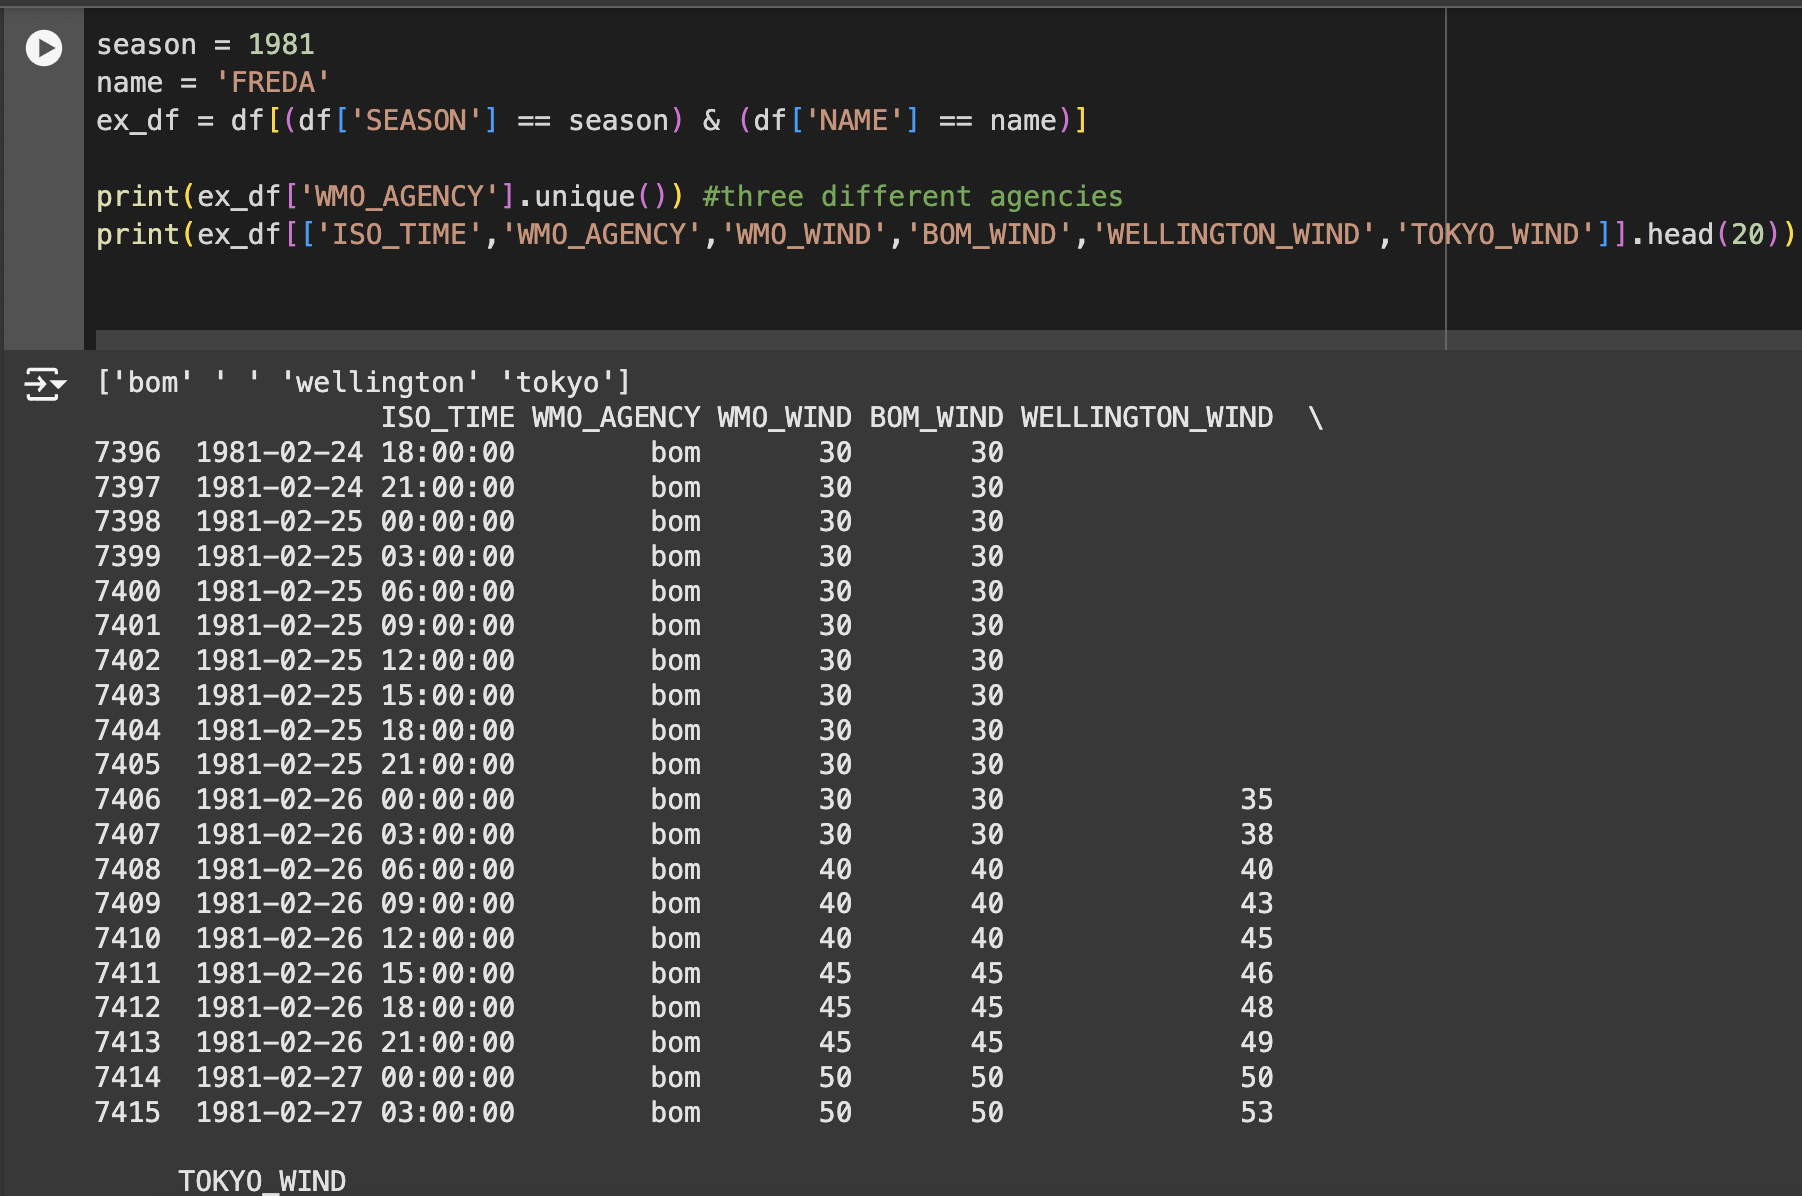 season = 1981
name = 'FREDA'
ex_df = df[(df['SEASON'] == season) & (df['NAME'] == name)]
print(ex_df['WMO_AGENCY'].unique()) #three different agencies
print(ex_df[['ISO_TIME','WMO_AGENCY','WMO_WIND','BOM_WIND','WELLINGTON_WIND','TOKYO_WIND']].head(20))
['bom' ' ' 'wellington' 'tokyo']
ISO_TIME WMO_AGENCY WMO_WIND BOM_WIND WELLINGTON_WIND \
7396 1981-02-24 18:00:00 bom 30 30
7397 1981-02-24 21:00:00 bom 30 30
7398 1981-02-25 00:00:00 bom 30 30
7399 1981-02-25 03:00:00 bom 30 30
7400 1981-02-25 06:00:00 bom 30 30
7401 1981-02-25 09:00:00 bom 30 30
7402 1981-02-25 12:00:00 bom 30 30
7403 1981-02-25 15:00:00 bom 30 30
7404 1981-02-25 18:00:00 bom 30 30
7405 1981-02-25 21:00:00 bom 30 30
7406 1981-02-26 00:00:00 bom 30 30 35
7407 1981-02-26 03:00:00 bom 30 30 38
7408 1981-02-26 06:00:00 bom 40 40 40
7409 1981-02-26 09:00:00 bom 40 40 43
7410 1981-02-26 12:00:00 bom 40 40 45
7411 1981-02-26 15:00:00 bom 45 45 46
7412 1981-02-26 18:00:00 bom 45 45 48
7413 1981-02-26 21:00:00 bom 45 45 49
7414 1981-02-27 00:00:00 bom 50 50 50
7415 1981-02-27 03:00:00 bom 50 50 53
TOKYO_WIND